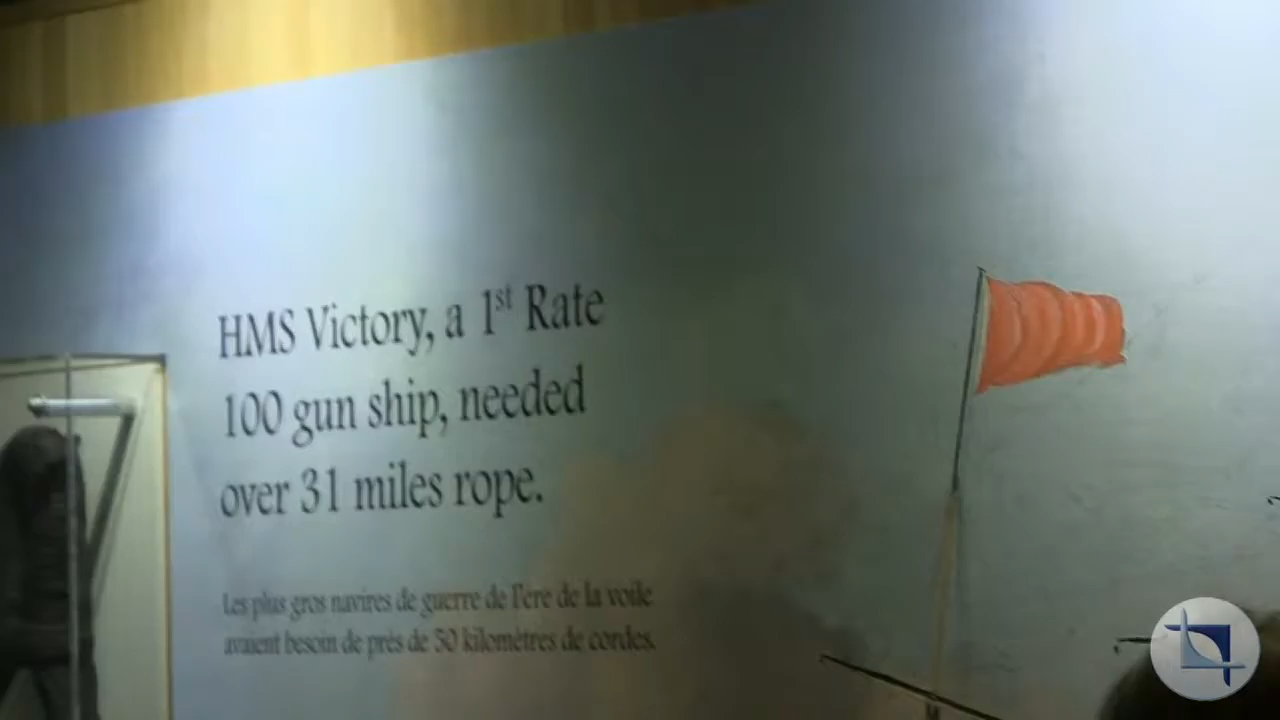 HMS Victory, a 1st Rate
100 gun ship, needed
over 31 miles rope.
Les plus gros navires de guerre de l'ere de la voile
avaient besoin de près de 50 kilomètres de cordes.